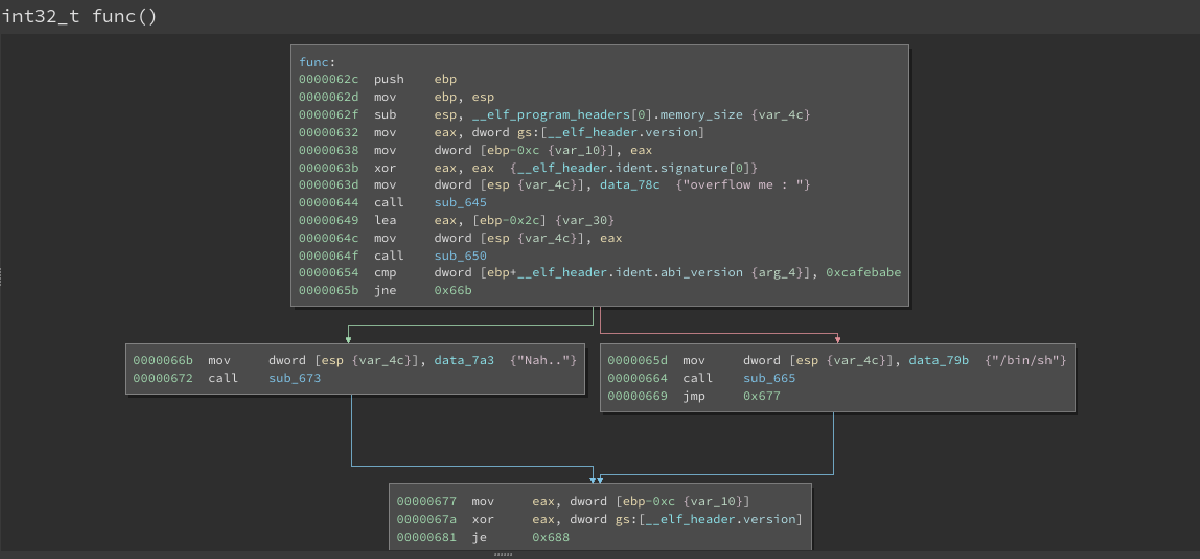 int32_t func()
func:
0000062c push ebp
0000062d mov ebp, esp
0000062f sub esp, __elf_program_headers[0].memory_size {var_4c}
00000632 mov eax, dword gs:[__elf_header.version]
00000638 mov dword [ebp-0xc {var_10}], eax
0000063b xor eax, eax {__elf_header.ident.signature[0]}
0000063d mov dword [esp {var_4c}], data_78c {"overflow me : "}
00000644 call sub_645
00000649 lea eax, [ebp-0x2c] {var_30}
0000064c mov dword [esp {var_4c}], eax
0000064f call sub_650
00000654 cmp dword [ebp+__elf_header.ident.abi_version {arg_4}], 0xcafebabe
0000065b jne 0x66b
0000066b mov dword [esp {var_4c}], data_7a3 {"Nah.."}
00000672 call sub_673
0000065d mov dword [esp {var_4c}], data_79b {"/bin/sh"}
00000664 call sub_665
00000669 jmp 0x677
00000677 mov eax, dword [ebp-0xc {var_10}]
0000067a xor eax, dword gs:[__elf_header.version]
00000681 je 0x688